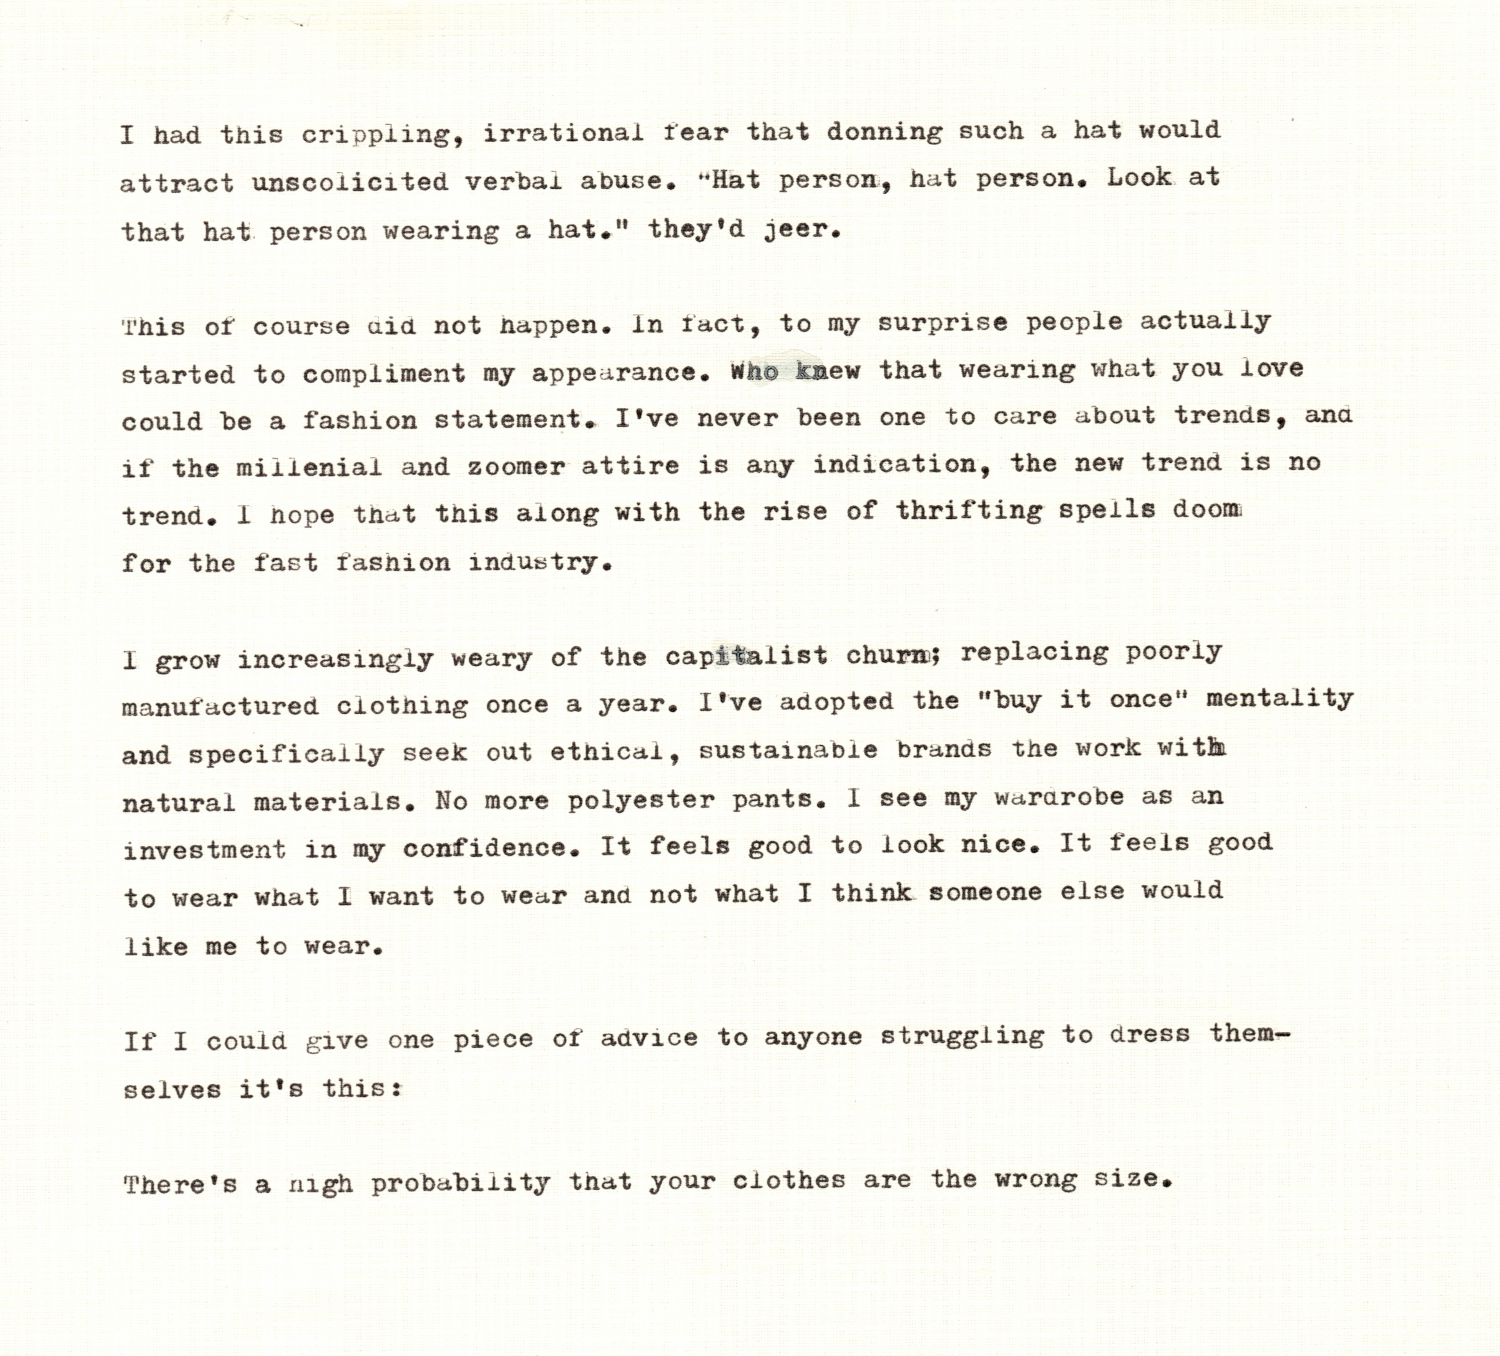 I had this crippling, irrational fear that donning such a hat would
attract unscolicited verbal abuse. "Hat person, hat person. Look at
that hat person wearing a hat." they'd jeer.
This of course did not happen. In fact, to my surprise people actually
started to compliment my appearance. Who knew that wearing what you love
could be a fashion statement. I've never been one to care about trends, and
if the millenial and zoomer attire is any indication, the new trend is no
trend. I hope that this along with the rise of thrifting spells doom
for the fast fashion industry.
I grow increasingly weary of the capitalist churn; replacing poorly
manufactured clothing once a year. I've adopted the "buy it once" mentality
and specifically seek out ethical, sustainable brands the work with
natural materials. No more polyester pants. I see my wardrobe as an
investment in my confidence. It feels good to look nice. It feels good
to wear what I want to wear and not what I think someone else would
like me to wear.
If I could give one piece of advice to anyone struggling to dress them-
selves it's this:
There's a high probability that your clothes are the wrong size.